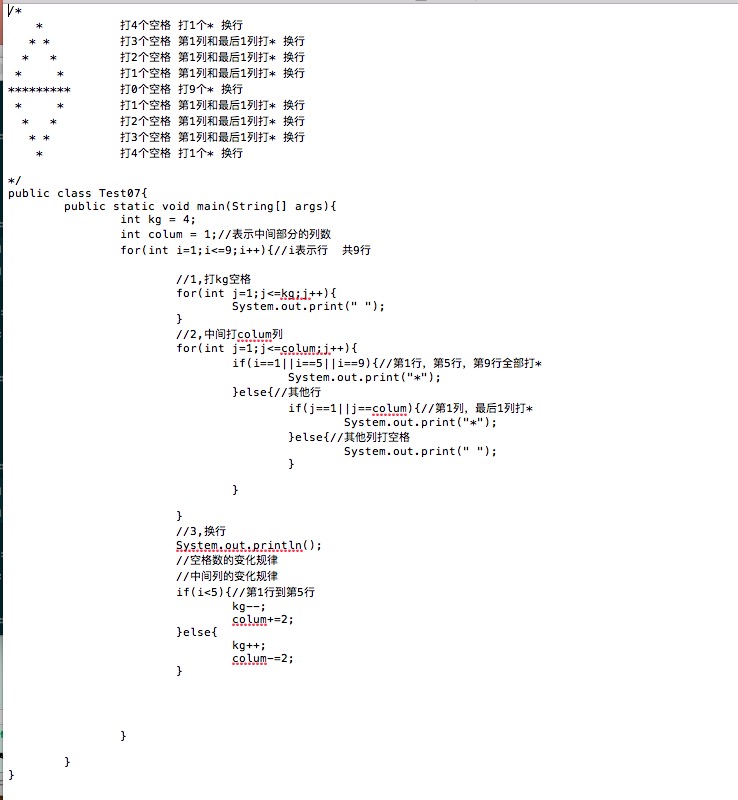 /*
    *          打4个空格 打1个* 换行
   * *         打3个空格 第1列和最后1列打* 换行
  *   *        打2个空格 第1列和最后1列打* 换行
 *     *       打1个空格 第1列和最后1列打* 换行
*********      打0个空格 打9个* 换行
 *     *       打1个空格 第1列和最后1列打* 换行
  *   *        打2个空格 第1列和最后1列打* 换行
   * *         打3个空格 第1列和最后1列打* 换行
    *          打4个空格 打1个* 换行
*/
public class Test07{
        public static void main(String[] args){
                int kg = 4;
                int colum = 1;//表示中间部分的列数
                for(int i=1;i<=9;i++){//i表示行  共9行
                        //1,打kg空格
                        for(int j=1;j<=kg;j++){
                                System.out.print(" ");
                        }
                        //2,中间打colum列
                        for(int j=1;j<=colum;j++){
                                if(i==1||i==5||i==9){//第1行，第5行，第9行全部打*
                                        System.out.print("*");
                                }else{//其他行
                                        if(j==1||j==colum){//第1列，最后1列打*
                                                System.out.print("*");
                                        }else{//其他列打空格
                                                System.out.print(" ");
                                        }
                                }
                        }
                        //3,换行
                        System.out.println();
                        //空格数的变化规律
                        //中间列的变化规律
                        if(i<5){//第1行到第5行
                                kg--;
                                colum+=2;
                        }else{
                                kg++;
                                colum-=2;
                        }
                }
        }
}